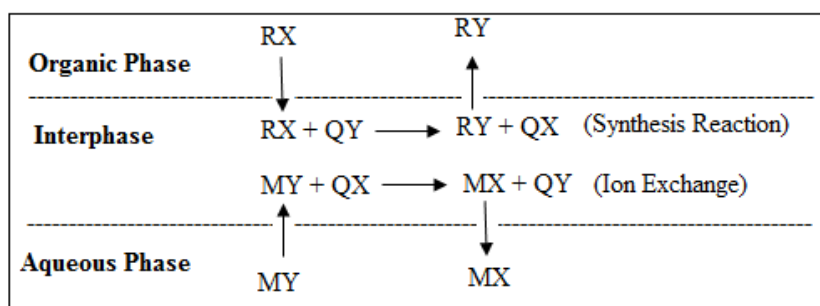 RX RY
Organic Phase
Interphase RX + QY RY + QX (Synthesis Reaction)
MY + QX MX + QY (Ion Exchange)
Aqueous Phase
MY MX